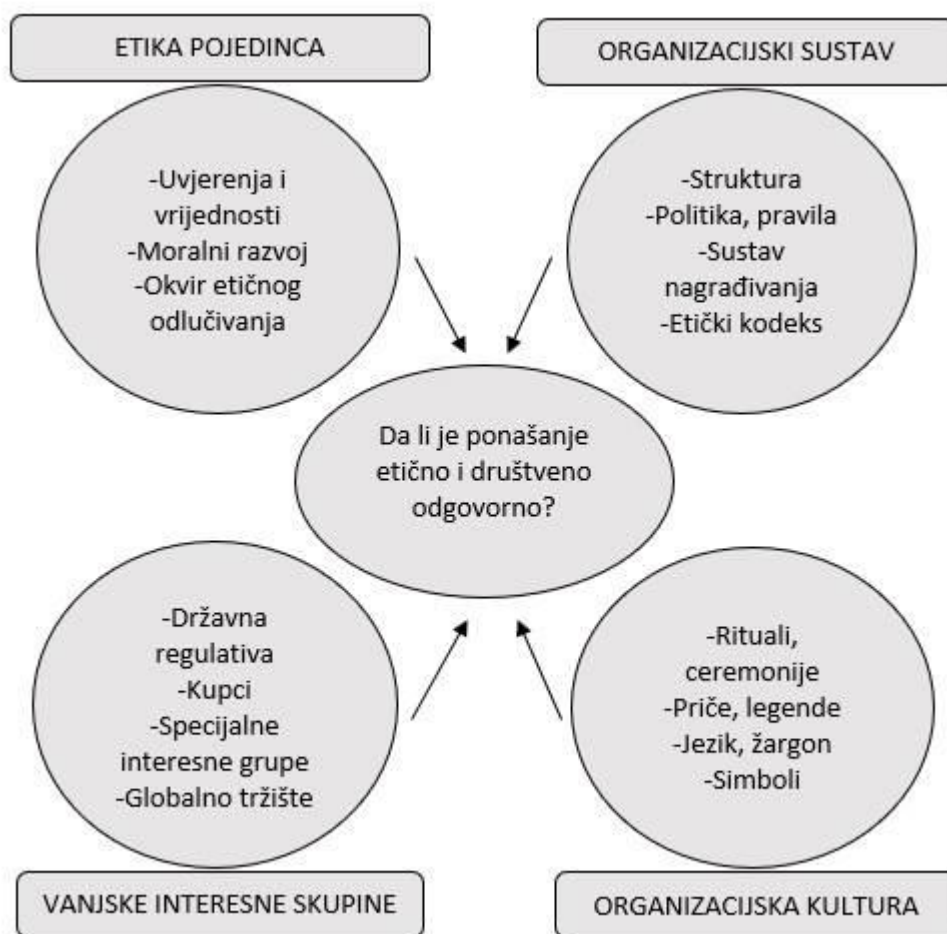 ETIKA POJEDINCA
-Uvjerenja i
vrijednosti
-Moralni razvoj
-Okvir etičnog
odlučivanja
ORGANIZACIJSKI SUSTAV
-Struktura
-Politika, pravila
-Sustav
nagrađivanja
-Etički kodeks
Da li je ponašanje
etično i društveno
odgovorno?
-Državna
regulativa
-Kupci
-Specijalne
interesne grupe
-Globalno tržište
VANJSKE INTERESNE SKUPINE
-Rituali,
ceremonije
-Priče, legende
-Jezik, žargon
-Simboli
ORGANIZACIJSKA KULTURA